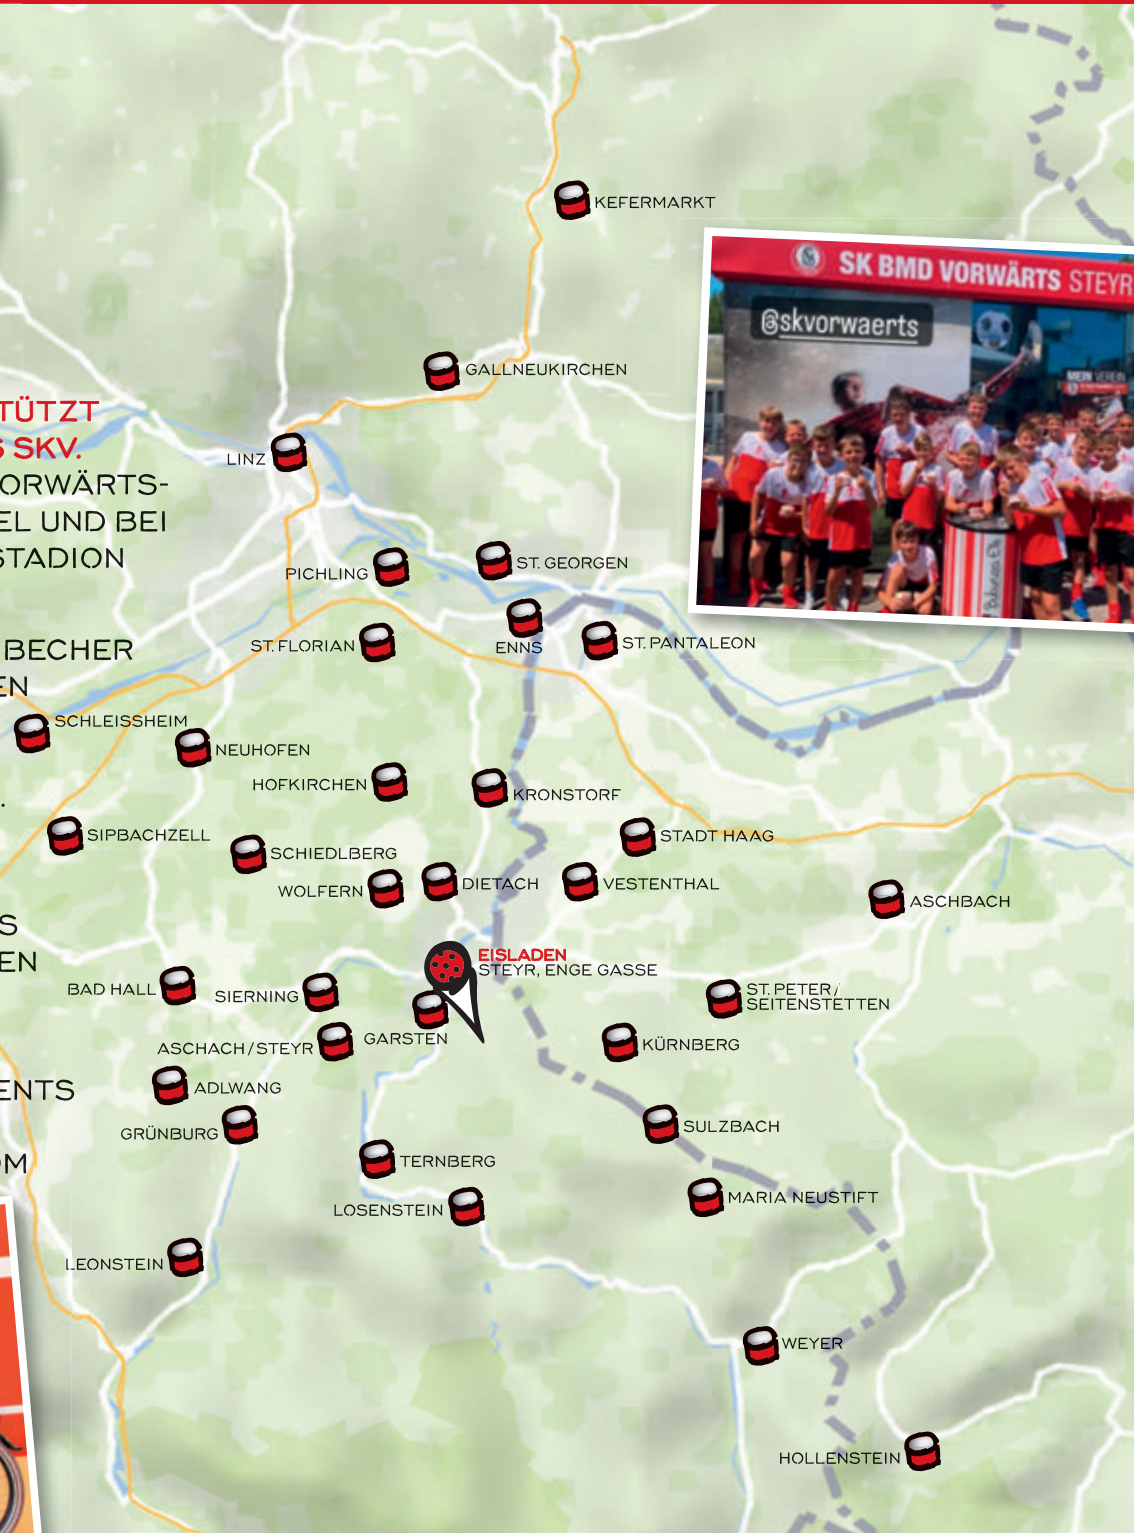 KEFERMARKT
SK BMD VORWÄRTS STEYR
@skvorwaerts
MEIN VEREIN
GALLNEUKIRCHEN
TÜTZT
S SKV.
LINZ
ORWÄRTS-
EL UND BEI
STADION
PICHLING
ST. GEORGEN
ST. FLORIAN
ENNS
ST. PANTALEON
BECHER
EN
SCHLEISSHEIM
NEUHOFEN
HOFKIRCHEN
KRONSTORF
.
SIPBACHZELL
STADT HAAG
SCHIEDLBERG
WOLFERN
DIETACH
VESTENTHAL
ASCHBACH
S
EN
EISLADEN
STEYR, ENGE GASSE
BAD HALL
SIERNING
ST. PETER/
SEITENSTETTEN
GARSTEN
ASCHACH/STEYR
KÜRNBERG
ENTS
ADLWANG
GRÜNBURG
SULZBACH
OM
TERNBERG
MARIA NEUSTIFT
LOSENSTEIN
LEONSTEIN
WEYER
HOLLENSTEIN